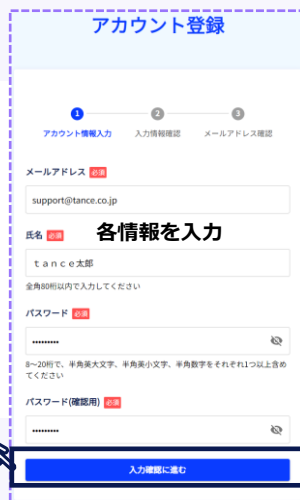 アカウント登録
1
2
3
アカウント情報入力
入力情報確認
メールアドレス確認
メールアドレス 必須
support@tance.co.jp
氏名 必須
各情報を入力
ｔａｎｃｅ太郎
全角80桁以内で入力してください
パスワード 必須
•••••••••
8～20桁で、半角英大文字、半角英小文字、半角数字をそれぞれ1つ以上含め
てください
パスワード(確認用) 必須
•••••••••
入力確認に進む